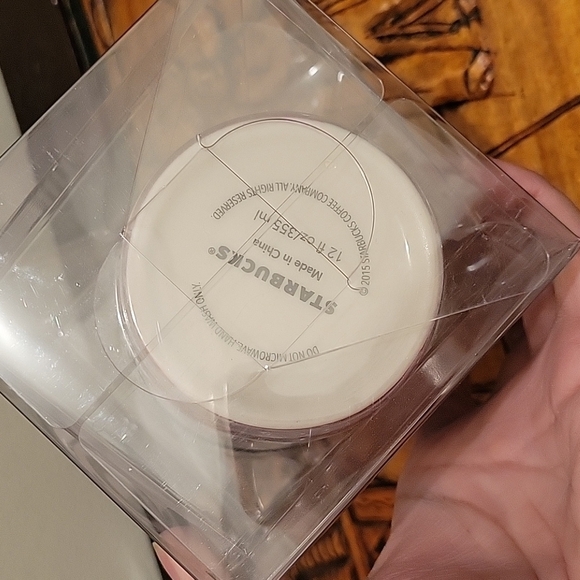 © 2015 STARBUCKS COFFEE COMPANY. ALL RIGHTS RESERVED.
12 fl oz/355 ml
Made in China
STARBUCKS®
DO NOT MICROWAVE. HAND WASH ONLY.